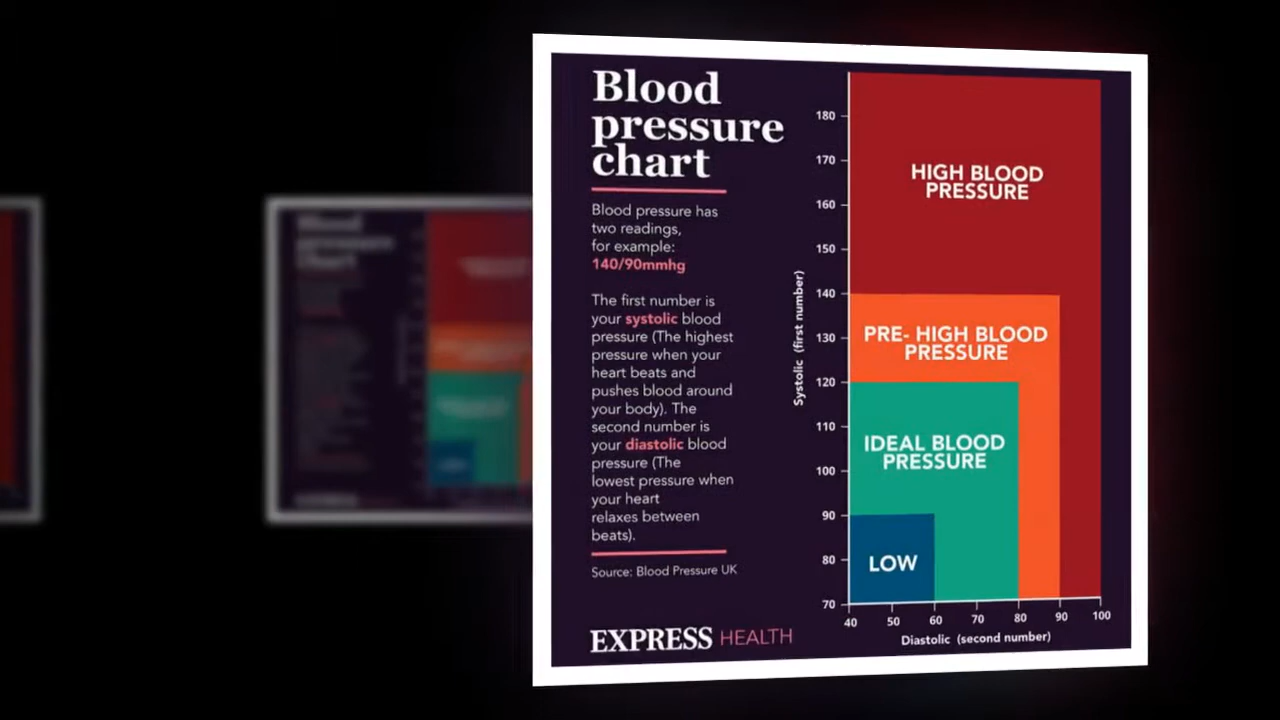 Blood
pressure
chart
Blood pressure has
two readings,
for example:
140/90mmhg
The first number is
your systolic blood
pressure (The highest
pressure when your
heart beats and
pushes blood around
your body). The
second number is
your diastolic blood
pressure (The
lowest pressure when
your heart
relaxes between
beats).
Source: Blood Pressure UK
EXPRESS HEALTH
Systolic (first number)
180
170
160
150
140
130
120
110
100
90
80
70
HIGH BLOOD
PRESSURE
PRE- HIGH BLOOD
PRESSURE
IDEAL BLOOD
PRESSURE
LOW
40 50 60 70 80 90 100
Diastolic (second number)